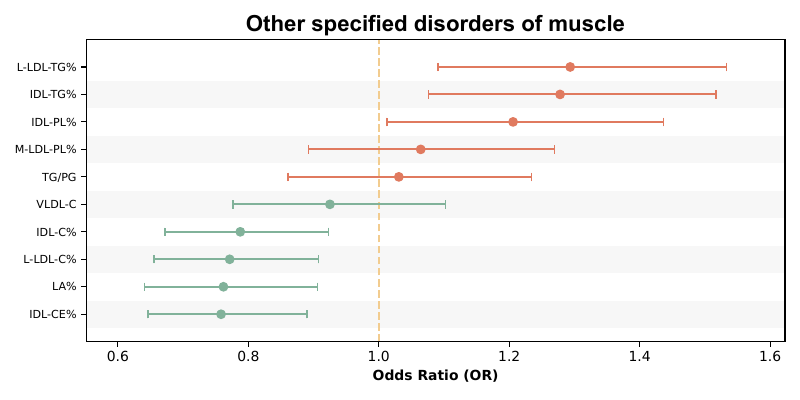 Other specified disorders of muscle
L-LDL-TG%
IDL-TG%
IDL-PL%
M-LDL-PL%
TG/PG
VLDL-C
IDL-C%
L-LDL-C%
LA%
IDL-CE%
0.6 0.8 1.0 1.2 1.4 1.6
Odds Ratio (OR)